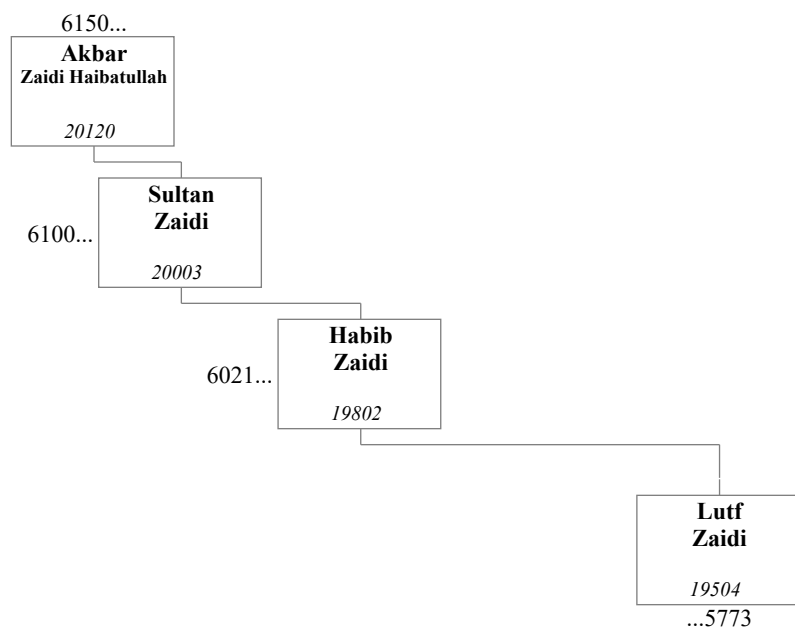 6150...
Akbar
Zaidi Haibatullah
20120
Sultan
Zaidi
6100...
20003
Habib
Zaidi
6021...
19802
Lutf
Zaidi
19504
...5773